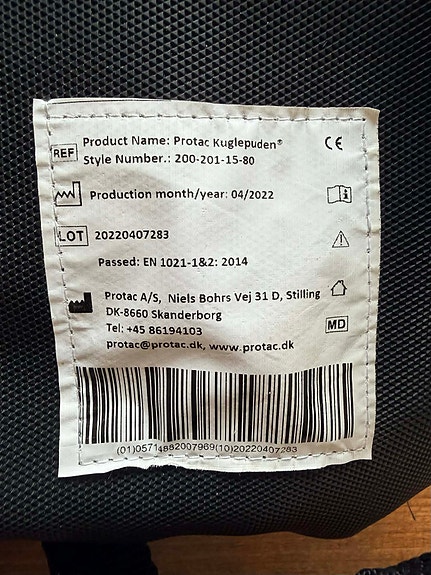 REF Product Name: Protac Kuglepuden® CE
Style Number.: 200-201-15-80
Production month/year: 04/2022
LOT 20220407283
Passed: EN 1021-1&2: 2014
Protac A/S, Niels Bohrs Vej 31 D, Stilling
DK-8660 Skanderborg
Tel: +45 86194103
MD
protac@protac.dk, www.protac.dk
(01)05714882007969(10)20220407283